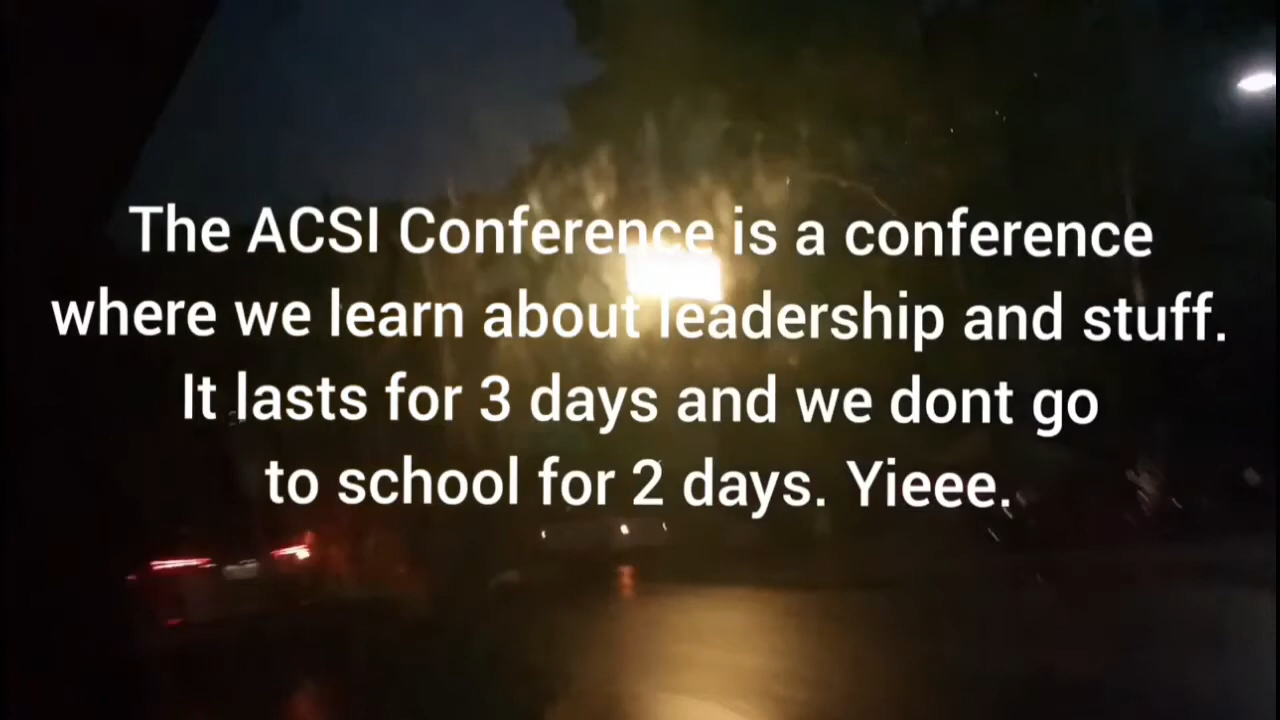 The ACSI Conference is a conference
where we learn about leadership and stuff.
It lasts for 3 days and we dont go
to school for 2 days. Yieee.